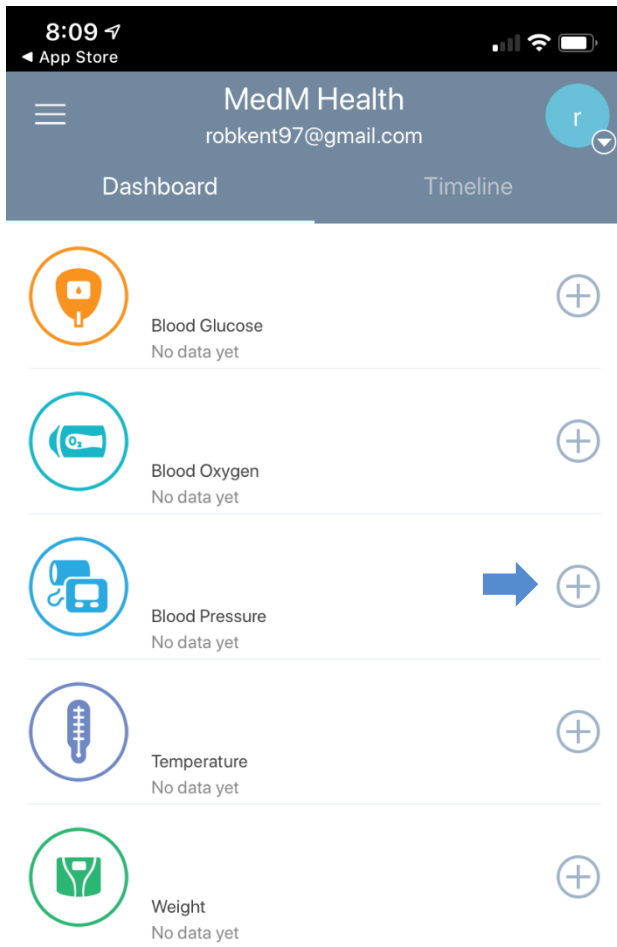 8:09
◀ App Store
MedM Health
robkent97@gmail.com
r
Dashboard
Timeline
Blood Glucose
No data yet
O₂
Blood Oxygen
No data yet
Blood Pressure
No data yet
Temperature
No data yet
Weight
No data yet